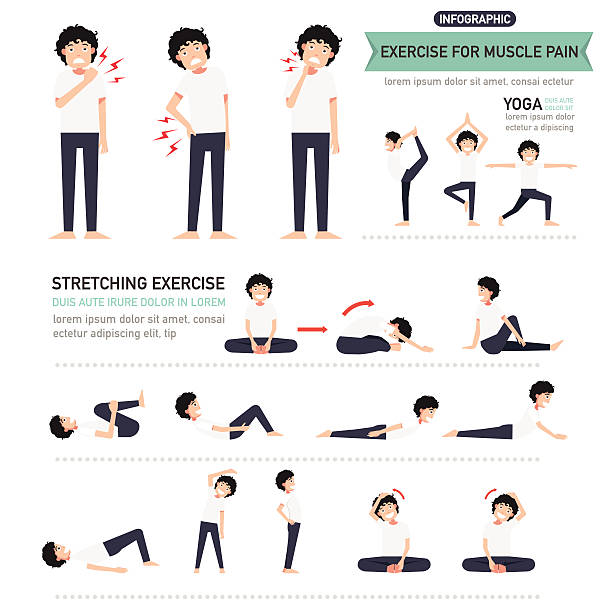 INFOGRAPHIC
EXERCISE FOR MUSCLE PAIN
lorem ipsum dolor sit amet, consai ectetur
YOGA DUIS AUTE
DOLOR SIT
lorem ipsum dolor
ectetur a dipiscing
STRETCHING EXERCISE
DUIS AUTE IRURE DOLOR IN LOREM
lorem ipsum dolor sit amet, consectetur
adipiscing elementum elit, tip